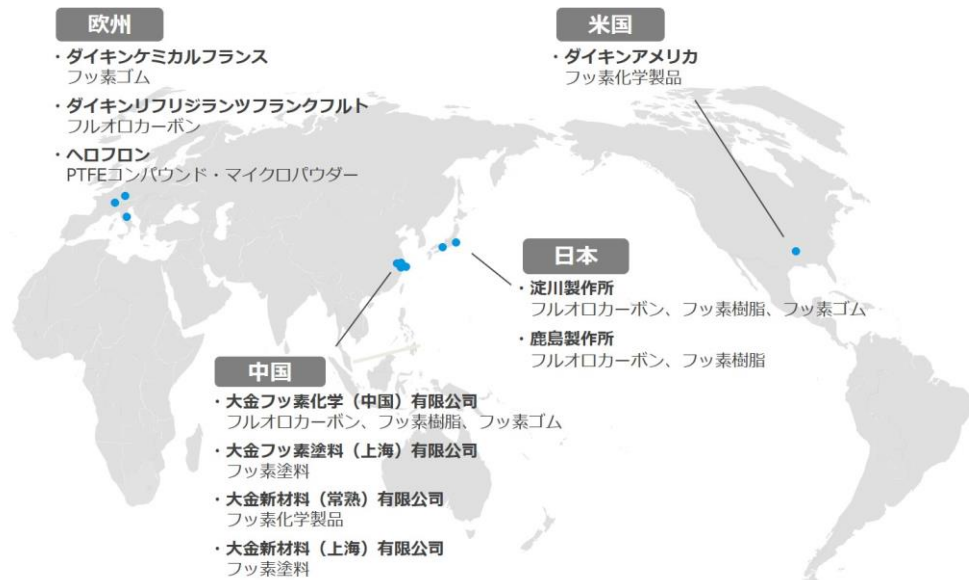 欧州
・ダイキンケミカルフランス
フッ素ゴム
・ダイキンリフリジランツフランクフルト
フルオロカーボン
・ヘロフロン
PTFEコンパウンド・マイクロパウダー
米国
・ダイキンアメリカ
フッ素化学製品
日本
・淀川製作所
フルオロカーボン、フッ素樹脂、フッ素ゴム
・鹿島製作所
フルオロカーボン、フッ素樹脂
中国
・大金フッ素化学（中国）有限公司
フルオロカーボン、フッ素樹脂、フッ素ゴム
・大金フッ素塗料（上海）有限公司
フッ素塗料
・大金新材料（常熟）有限公司
フッ素化学製品
・大金新材料（上海）有限公司
フッ素塗料